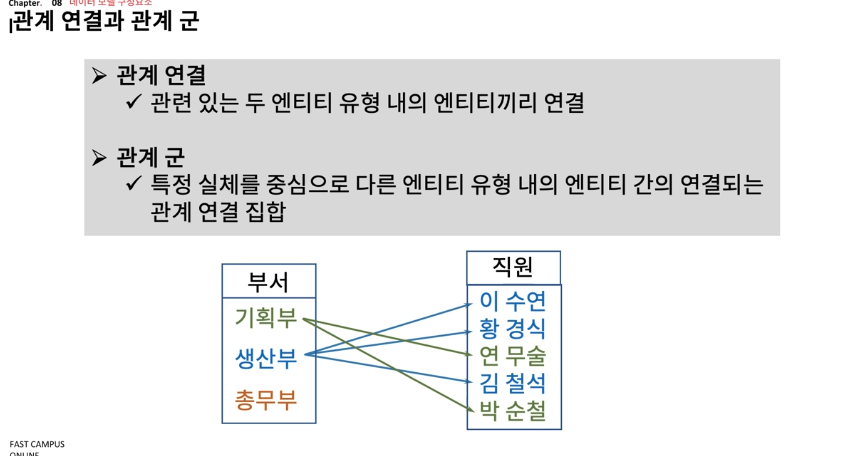 Chapter. 08 데이터 모델 구성요소
관계 연결과 관계 군
➢ 관계 연결
✓ 관련 있는 두 엔티티 유형 내의 엔티티끼리 연결
➢ 관계 군
✓ 특정 실체를 중심으로 다른 엔티티 유형 내의 엔티티 간의 연결되는
관계 연결 집합
부서
기획부
생산부
총무부
직원
이 수연
황 경식
연 무술
김 철석
박 순철
FAST CAMPUS
ONLINE